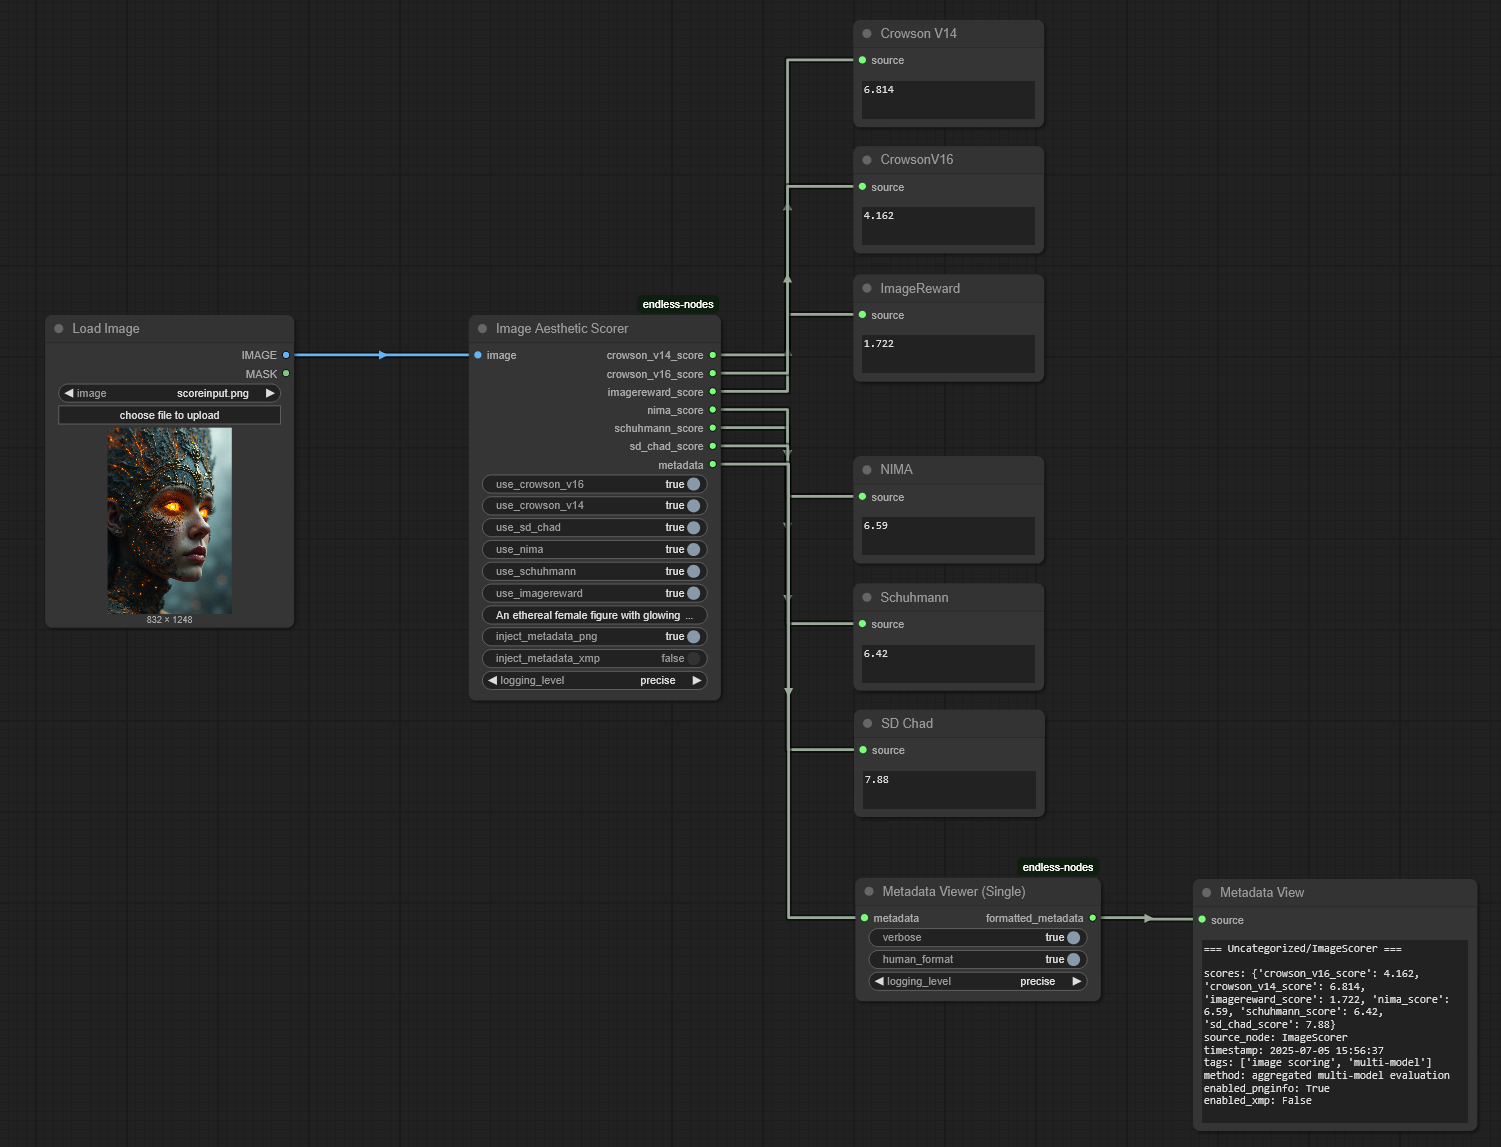 Crowson V14
source
6.814
CrowsonV16
source
4.162
ImageReward
source
1.722
endless-nodes
Load Image
IMAGE
MASK
image scoreinput.png
choose file to upload
832 × 1248
Image Aesthetic Scorer
image crowson_v14_score
crowson_v16_score
imagereward_score
nima_score
schuhmann_score
sd_chad_score
metadata
use_crowson_v16 true
use_crowson_v14 true
use_sd_chad true
use_nima true
use_schuhmann true
use_imagereward true
An ethereal female figure with glowing ...
inject_metadata_png true
inject_metadata_xmp false
logging_level precise
NIMA
source
6.59
Schuhmann
source
6.42
SD Chad
source
7.88
endless-nodes
Metadata Viewer (Single)
metadata formatted_metadata
verbose true
human_format true
logging_level precise
Metadata View
source
=== Uncategorized/ImageScorer ===
scores: {'crowson_v16_score': 4.162,
'crowson_v14_score': 6.814,
'imagereward_score': 1.722, 'nima_score':
6.59, 'schuhmann_score': 6.42,
'sd_chad_score': 7.88}
source_node: ImageScorer
timestamp: 2025-07-05 15:56:37
tags: ['image scoring', 'multi-model']
method: aggregated multi-model evaluation
enabled_pnginfo: True
enabled_xmp: False